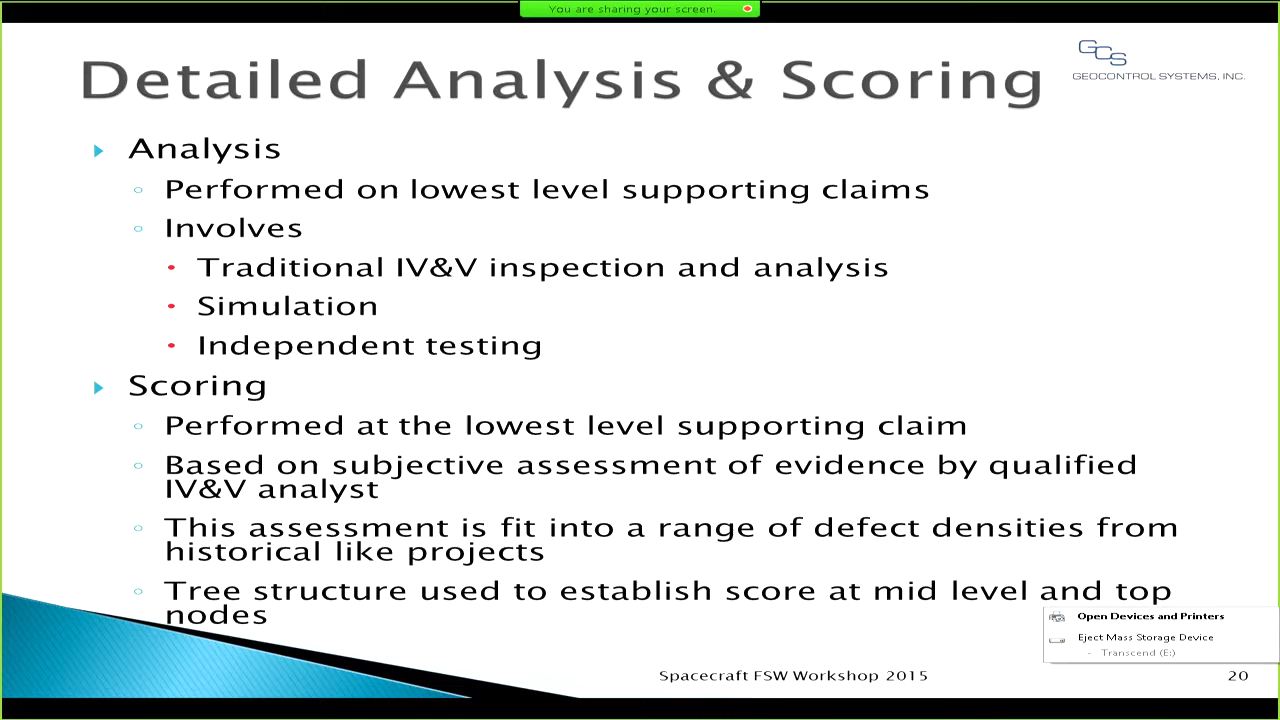 You are sharing your screen.
Detailed Analysis & Scoring
GCS
GEOCONTROL SYSTEMS, INC.
Analysis
Performed on lowest level supporting claims
Involves
Traditional IV&V inspection and analysis
Simulation
Independent testing
Scoring
Performed at the lowest level supporting claim
Based on subjective assessment of evidence by qualified
IV&V analyst
This assessment is fit into a range of defect densities from
historical like projects
Tree structure used to establish score at mid level and top
nodes
Open Devices and Printers
Eject Mass Storage Device
- Transcend (E:)
Spacecraft FSW Workshop 2015
20